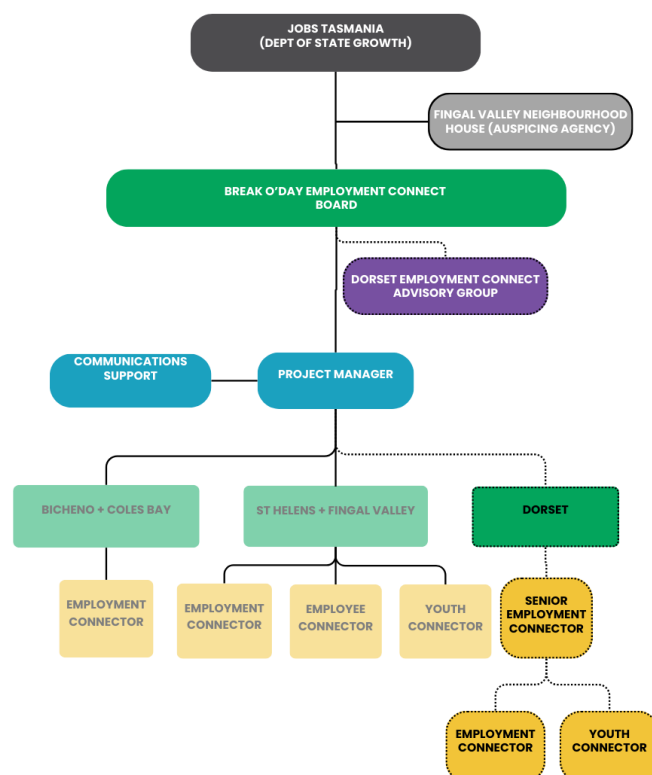 JOBS TASMANIA
(DEPT OF STATE GROWTH)
FINGAL VALLEY NEIGHBOURHOOD
HOUSE (AUSPICING AGENCY)
BREAK O'DAY EMPLOYMENT CONNECT
BOARD
DORSET EMPLOYMENT CONNECT
ADVISORY GROUP
COMMUNICATIONS
SUPPORT
PROJECT MANAGER
BICHENO + COLES BAY
ST HELENS + FINGAL VALLEY
DORSET
EMPLOYMENT
CONNECTOR
EMPLOYMENT
CONNECTOR
EMPLOYEE
CONNECTOR
YOUTH
CONNECTOR
SENIOR
EMPLOYMENT
CONNECTOR
EMPLOYMENT
CONNECTOR
YOUTH
CONNECTOR